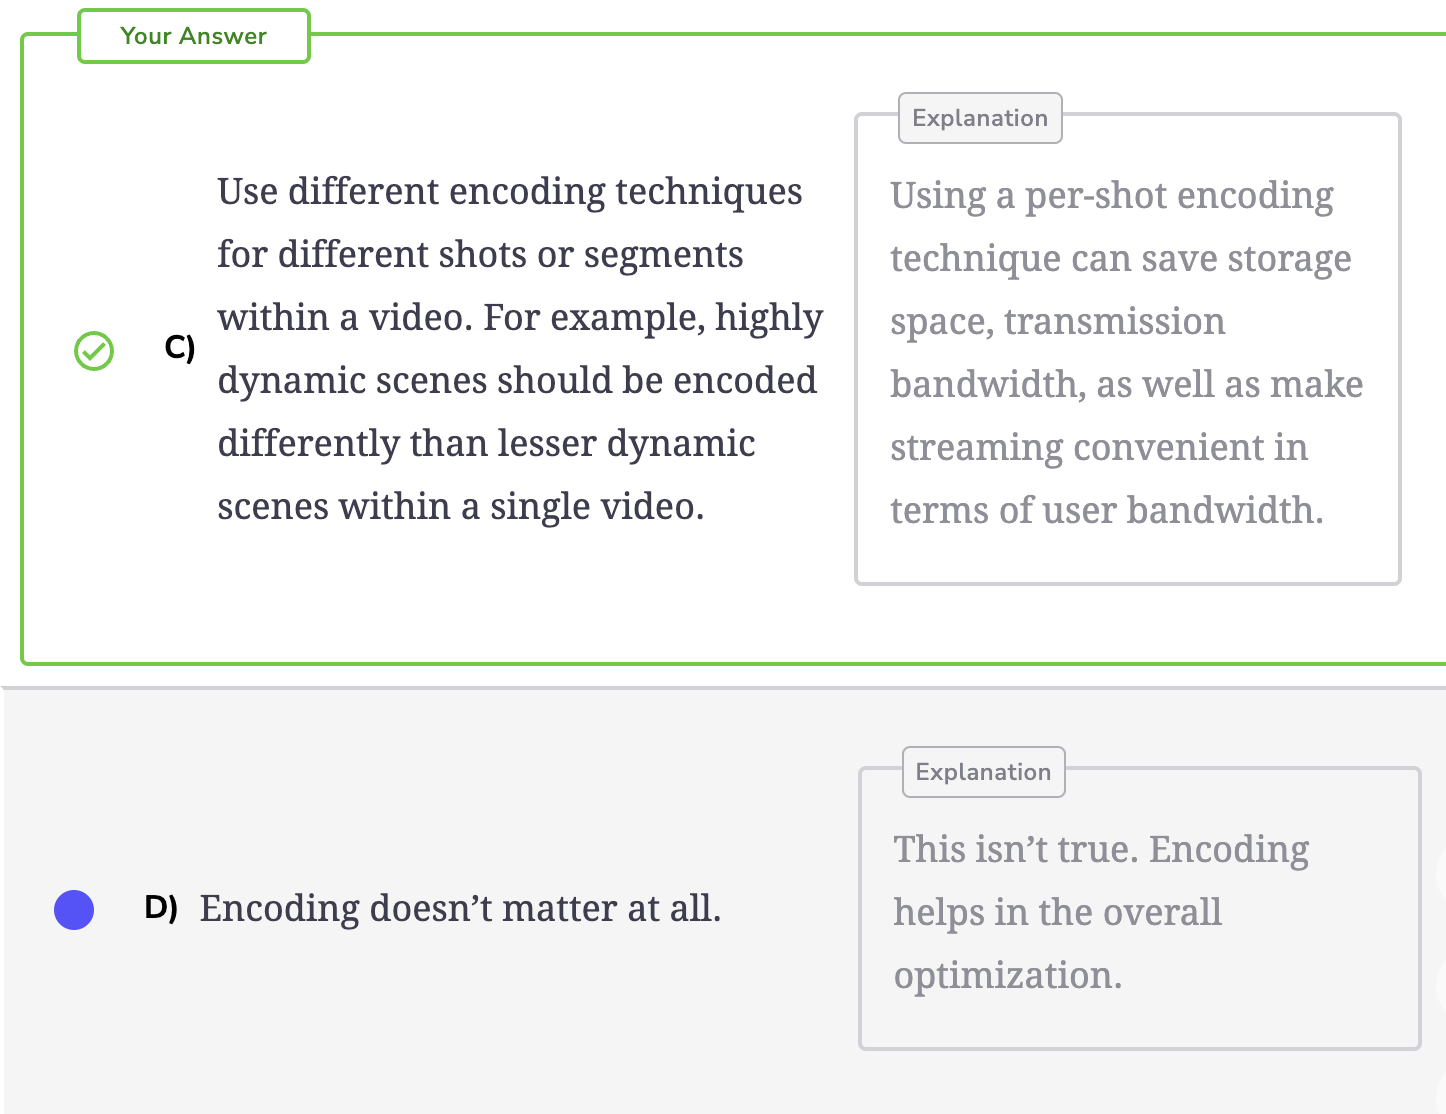 Your Answer
Explanation
C)
Use different encoding techniques
for different shots or segments
within a video. For example, highly
dynamic scenes should be encoded
differently than lesser dynamic
scenes within a single video.
Using a per-shot encoding
technique can save storage
space, transmission
bandwidth, as well as make
streaming convenient in
terms of user bandwidth.
Explanation
D) Encoding doesn’t matter at all.
This isn’t true. Encoding
helps in the overall
optimization.